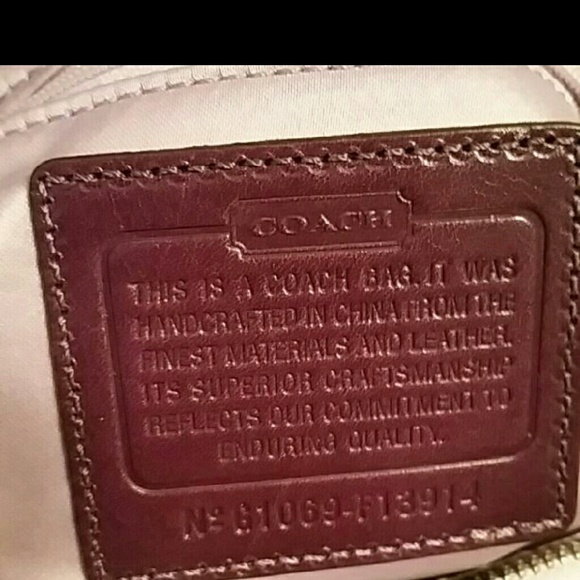 COACH
THIS IS A COACH BAG. IT WAS
HANDCRAFTED IN CHINA FROM THE
FINEST MATERIALS AND LEATHER.
ITS SUPERIOR CRAFTSMANSHIP
REFLECTS OUR COMMITMENT TO
ENDURING QUALITY.
Nº G1069-F13914